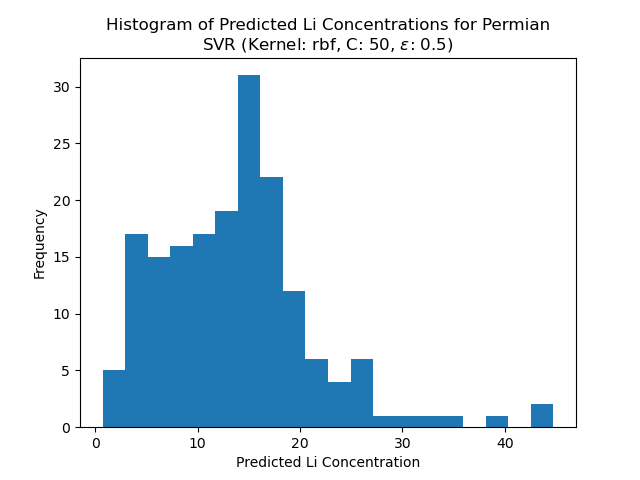 Histogram of Predicted Li Concentrations for Permian
SVR (Kernel: rbf, C: 50, ε: 0.5)
30
25
20
15
10
5
0
Frequency
0 10 20 30 40
Predicted Li Concentration